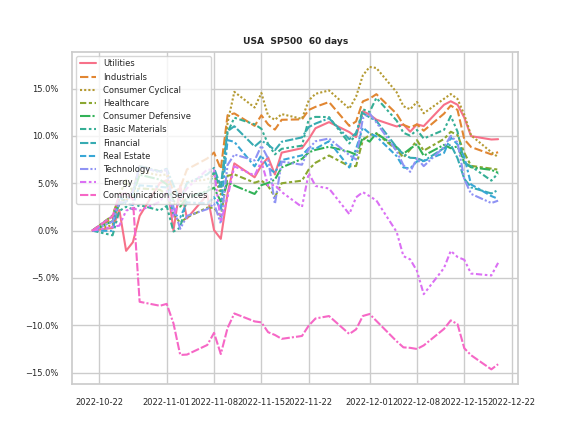 USA  SP500  60 days
Utilities
Industrials
Consumer Cyclical
Healthcare
Consumer Defensive
Basic Materials
Financial
Real Estate
Technology
Energy
Communication Services
15.0%
10.0%
5.0%
0.0%
−5.0%
−10.0%
−15.0%
2022-10-22 2022-11-01 2022-11-08 2022-11-15 2022-11-22 2022-12-01 2022-12-08 2022-12-15 2022-12-22